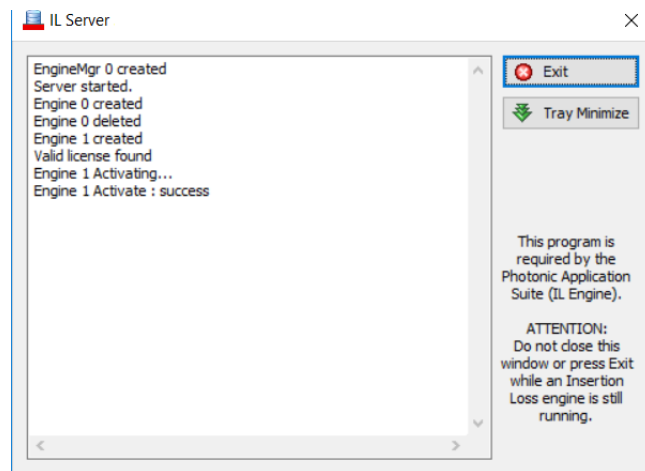 IL Server
EngineMgr 0 created
Server started.
Engine 0 created
Engine 0 deleted
Engine 1 created
Valid license found
Engine 1 Activating...
Engine 1 Activate : success
Exit
Tray Minimize
This program is
required by the
Photonic Application
Suite (IL Engine).
ATTENTION:
Do not close this
window or press Exit
while an Insertion
Loss engine is still
running.